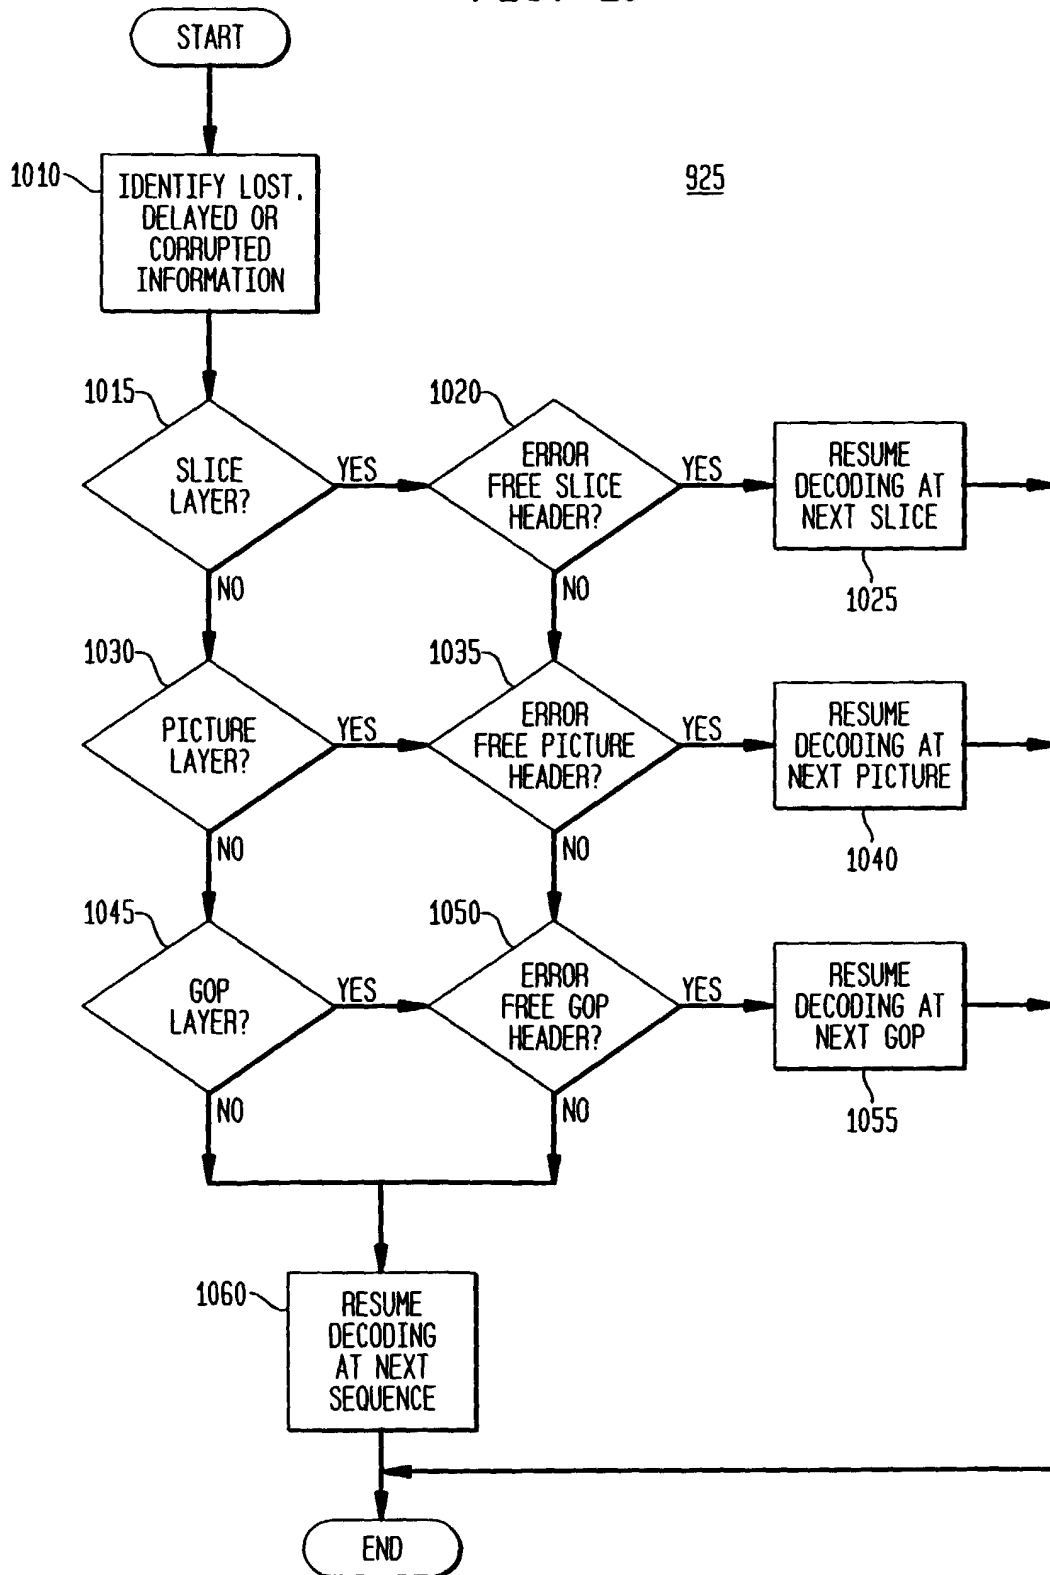 START
1010
IDENTIFY LOST,
DELAYED OR
CORRUPTED
INFORMATION
925
1015
SLICE
LAYER?
YES
NO
1020
ERROR
FREE SLICE
HEADER?
YES
NO
RESUME
DECODING AT
NEXT SLICE
1025
1030
PICTURE
LAYER?
YES
NO
1035
ERROR
FREE PICTURE
HEADER?
YES
NO
RESUME
DECODING AT
NEXT PICTURE
1040
1045
GOP
LAYER?
YES
NO
1050
ERROR
FREE GOP
HEADER?
YES
NO
RESUME
DECODING AT
NEXT GOP
1055
1060
RESUME
DECODING
AT NEXT
SEQUENCE
END